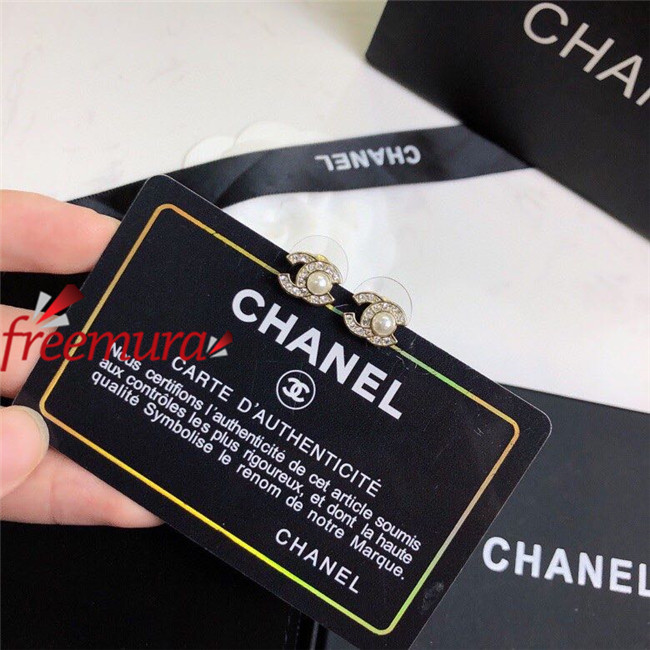 CHANEL
CHANEL
freemura
CHANEL
CARTE D'AUTHENTICITÉ
Nous certifions l'authenticité de cet article soumis
aux contrôles les plus rigoureux, et dont la haute
qualité Symbolise le renom de notre Marque.
CHANEL
CHANEL